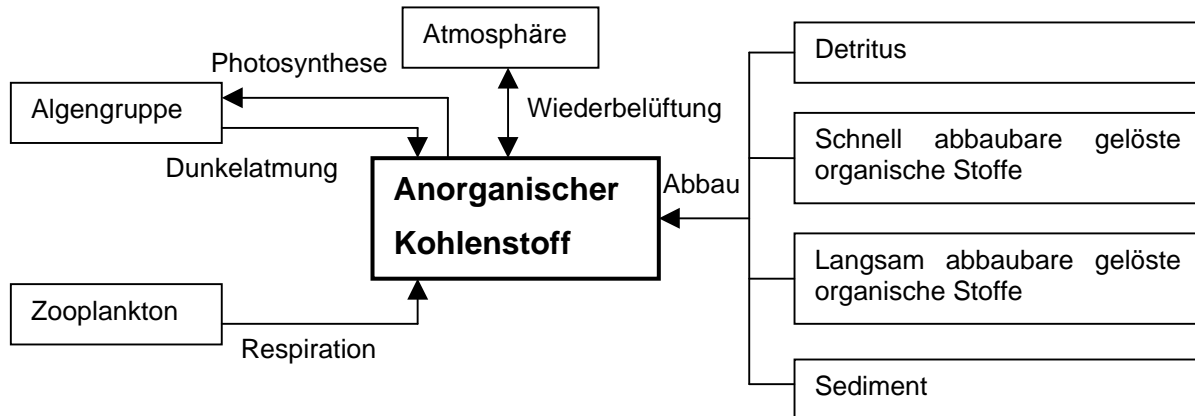 Atmosphäre
Detritus
Photosynthese
Algengruppe
Wiederbelüftung
Dunkelatmung
Schnell abbaubare gelöste
organische Stoffe
Anorganischer
Kohlenstoff
Abbau
Langsam abbaubare gelöste
organische Stoffe
Zooplankton
Respiration
Sediment